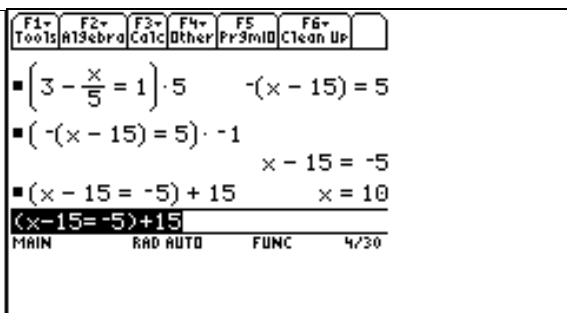 F1▾ F2▾ F3▾ F4▾ F5 F6▾
Tools Algebra Calc Other PrgmIO Clean Up
▪(3 - x/5 = 1)·5 ⁻(x - 15) = 5
▪(⁻(x - 15) = 5)·⁻1
x - 15 = ⁻5
▪(x - 15 = ⁻5) + 15 x = 10
(x-15=⁻5)+15
MAIN RAD AUTO FUNC 4/30